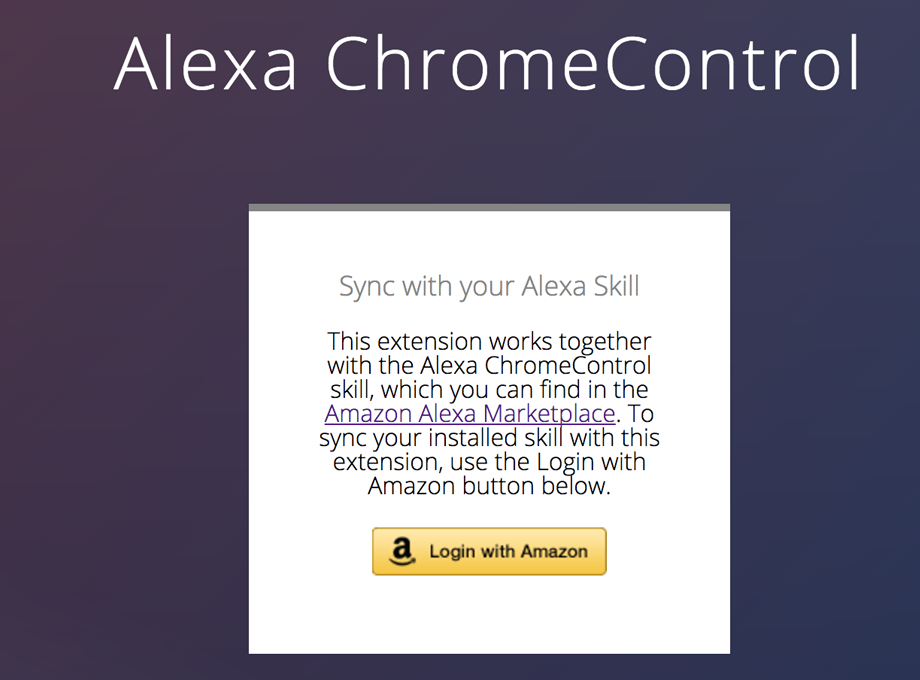 Alexa ChromeControl
Sync with your Alexa Skill
This extension works together
with the Alexa ChromeControl
skill, which you can find in the
Amazon Alexa Marketplace. To
sync your installed skill with this
extension, use the Login with
Amazon button below.
a Login with Amazon